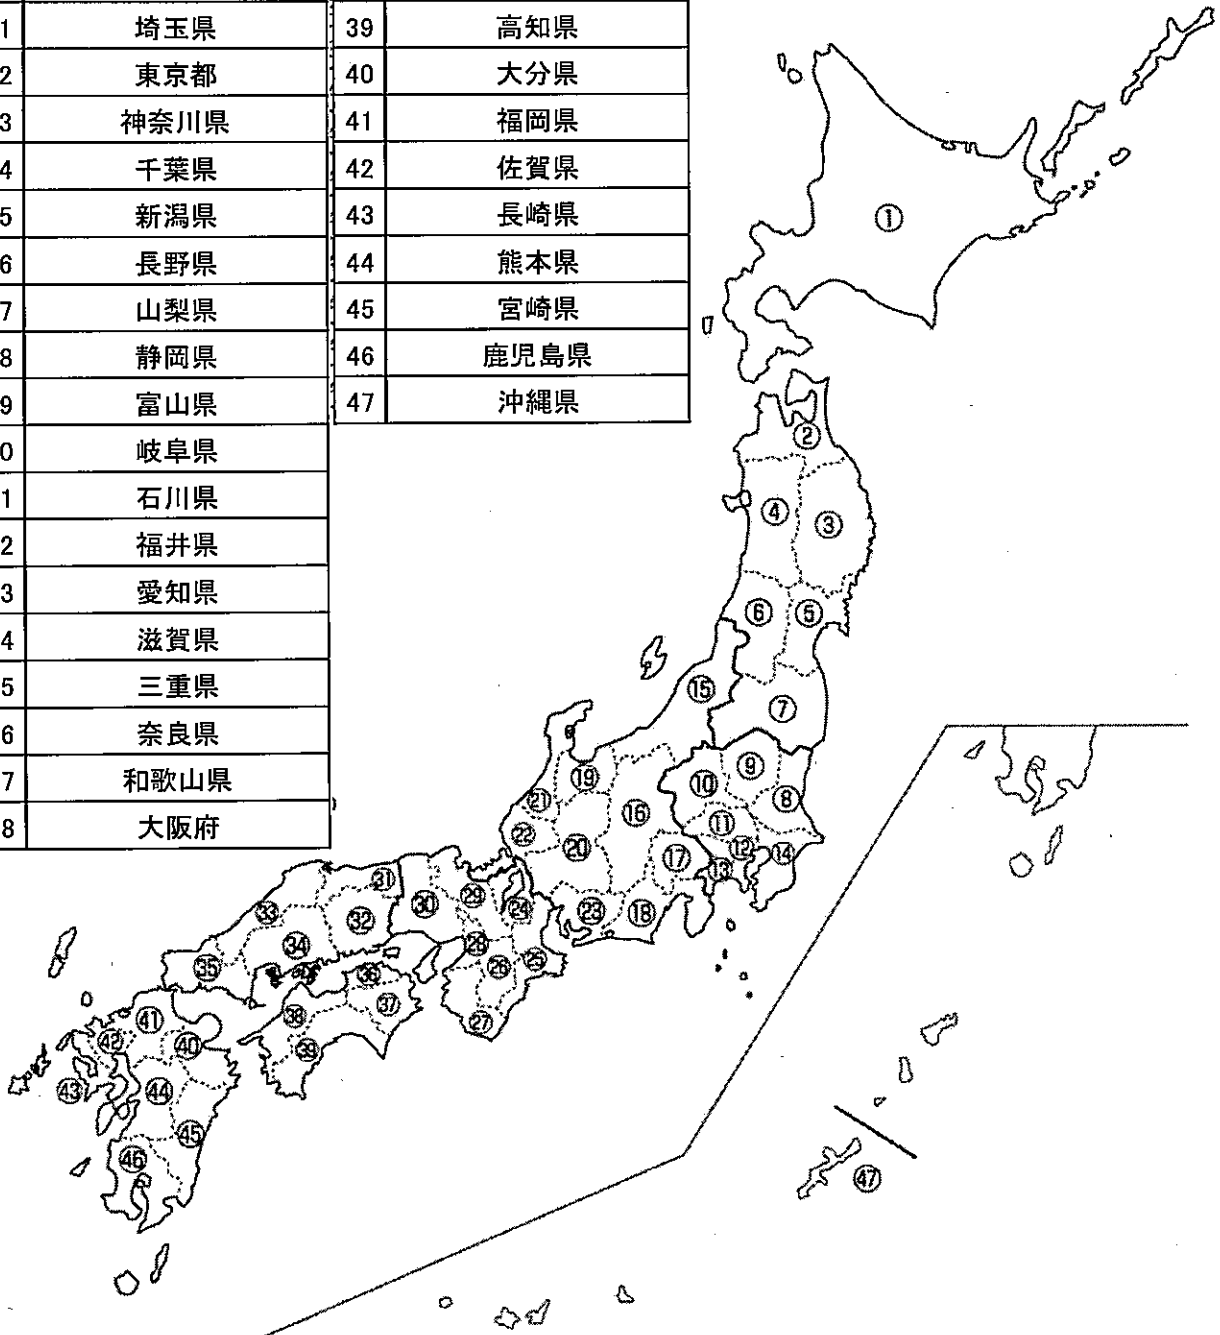 1 埼玉県
2 東京都
3 神奈川県
4 千葉県
5 新潟県
6 長野県
7 山梨県
8 静岡県
9 富山県
0 岐阜県
1 石川県
2 福井県
3 愛知県
4 滋賀県
5 三重県
6 奈良県
7 和歌山県
8 大阪府
39 高知県
40 大分県
41 福岡県
42 佐賀県
43 長崎県
44 熊本県
45 宮崎県
46 鹿児島県
47 沖縄県
①
②
④
③
⑥
⑤
⑮
⑦
⑨
⑲
⑩
⑧
㉑
⑯
⑪
㉒
⑳
⑫
⑭
⑰
⑬
㉛
㉙
㉚
㉔
㉓
⑱
㉝
㉜
㉞
㉘
㉕
㉖
㉟
㊱
㊲
㊳
㉗
㊶
㊷
㊵
㊴
㊸
㊹
㊺
㊻
㊼